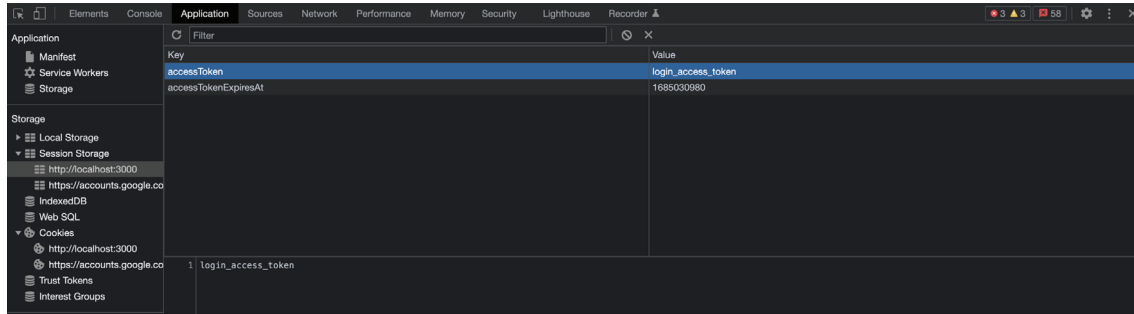 Elements Console Application Sources Network Performance Memory Security Lighthouse Recorder 3 3 58
Application
Manifest
Service Workers
Storage
Storage
Local Storage
Session Storage
http://localhost:3000
https://accounts.google.co
IndexedDB
Web SQL
Cookies
http://localhost:3000
https://accounts.google.co
Trust Tokens
Interest Groups
Filter
Key Value
accessToken login_access_token
accessTokenExpiresAt 1685030980
1 login_access_token